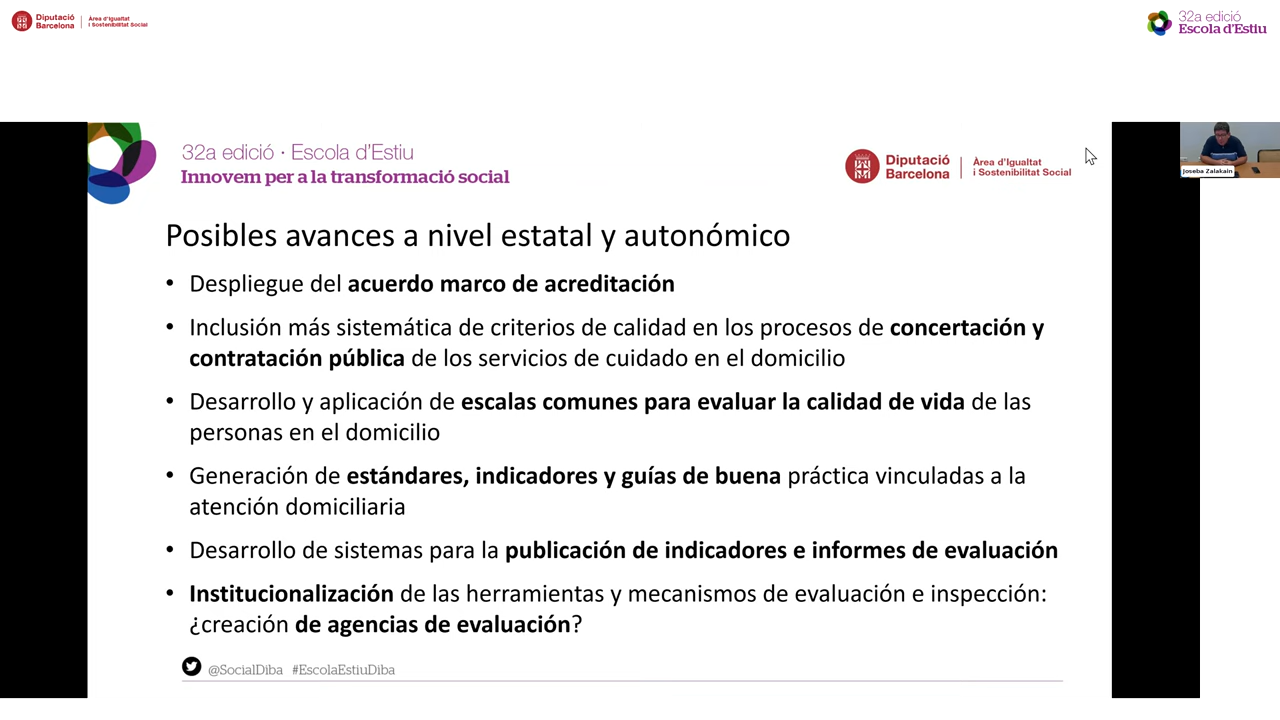 Diputació
Barcelona
Àrea d'Igualtat
i Sostenibilitat Social
32a edició
Escola d'Estiu
32a edició · Escola d'Estiu
Innovem per a la transformació social
Diputació
Barcelona
Àrea d'Igualtat
i Sostenibilitat Social
Joseba Zalakain
Posibles avances a nivel estatal y autonómico
• Despliegue del acuerdo marco de acreditación
• Inclusión más sistemática de criterios de calidad en los procesos de concertación y
contratación pública de los servicios de cuidado en el domicilio
• Desarrollo y aplicación de escalas comunes para evaluar la calidad de vida de las
personas en el domicilio
• Generación de estándares, indicadores y guías de buena práctica vinculadas a la
atención domiciliaria
• Desarrollo de sistemas para la publicación de indicadores e informes de evaluación
• Institucionalización de las herramientas y mecanismos de evaluación e inspección:
¿creación de agencias de evaluación?
@SocialDiba #EscolaEstiuDiba